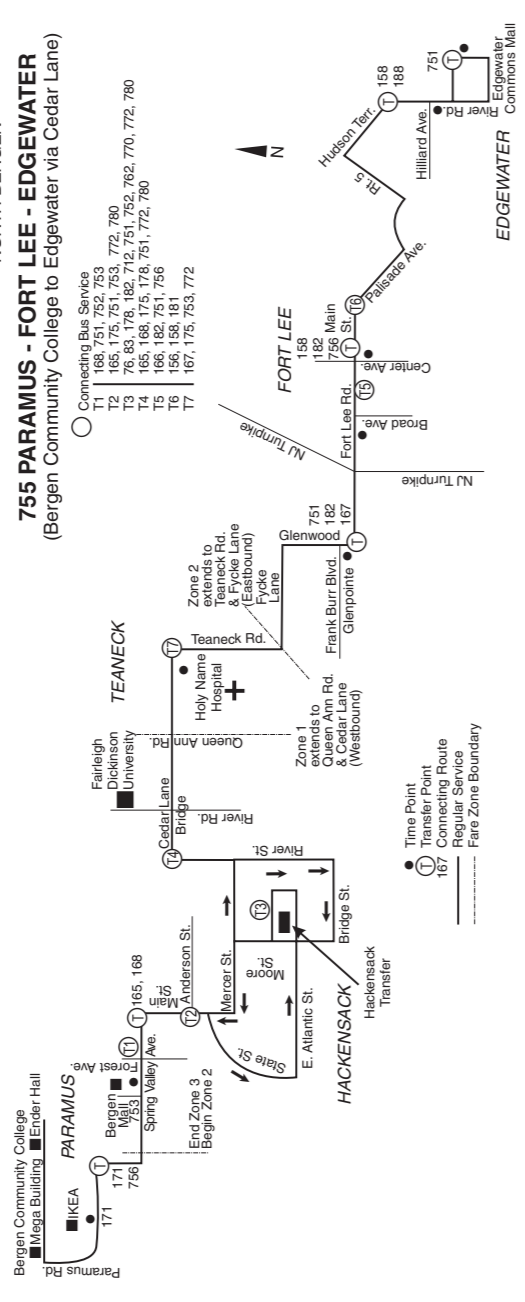 755 PARAMUS - FORT LEE - EDGEWATER
(Bergen Community College to Edgewater via Cedar Lane)
Connecting Bus Service
T1 168, 751, 752, 753
T2 165, 175, 751, 753, 772, 780
T3 76, 83, 178, 182, 712, 751, 752, 762, 770, 772, 780
T4 165, 168, 175, 178, 751, 772, 780
T5 166, 182, 751, 756
T6 156, 158, 181
T7 167, 175, 753, 772
N
Bergen Community College
Mega Building
Ender Hall
Paramus Rd.
IKEA
171
PARAMUS
T
171
756
Bergen
Mall
753
Spring Valley Ave.
Forest Ave.
T1
End Zone 3
Begin Zone 2
T 165, 168
Main
St.
T2
Anderson St.
Mercer St.
State St.
Moore
St.
E. Atlantic St.
T3
River St.
Bridge St.
HACKENSACK
Hackensack
Transfer
T4
Cedar Lane
Bridge
River Rd.
Fairleigh
Dickinson
University
Queen Ann Rd.
TEANECK
T7
Holy Name
Hospital
Teaneck Rd.
Zone 1
extends to
Queen Ann Rd.
& Cedar Lane
(Westbound)
Zone 2
extends to
Teaneck Rd.
& Fycke Lane
(Eastbound)
Fycke
Lane
Glenwood
Frank Burr Blvd.
Glenpointe
T
751
182
167
NJ Turnpike
NJ Turnpike
Fort Lee Rd.
Broad Ave.
T5
Center Ave.
FORT LEE
T
158
182
756
Main
St.
T6
Palisade Ave.
Rt. 5
Hudson Terr.
T
158
188
Hilliard Ave.
River Rd.
T
751
Edgewater
Commons Mall
EDGEWATER
Time Point
T Transfer Point
167 Connecting Route
Regular Service
Fare Zone Boundary